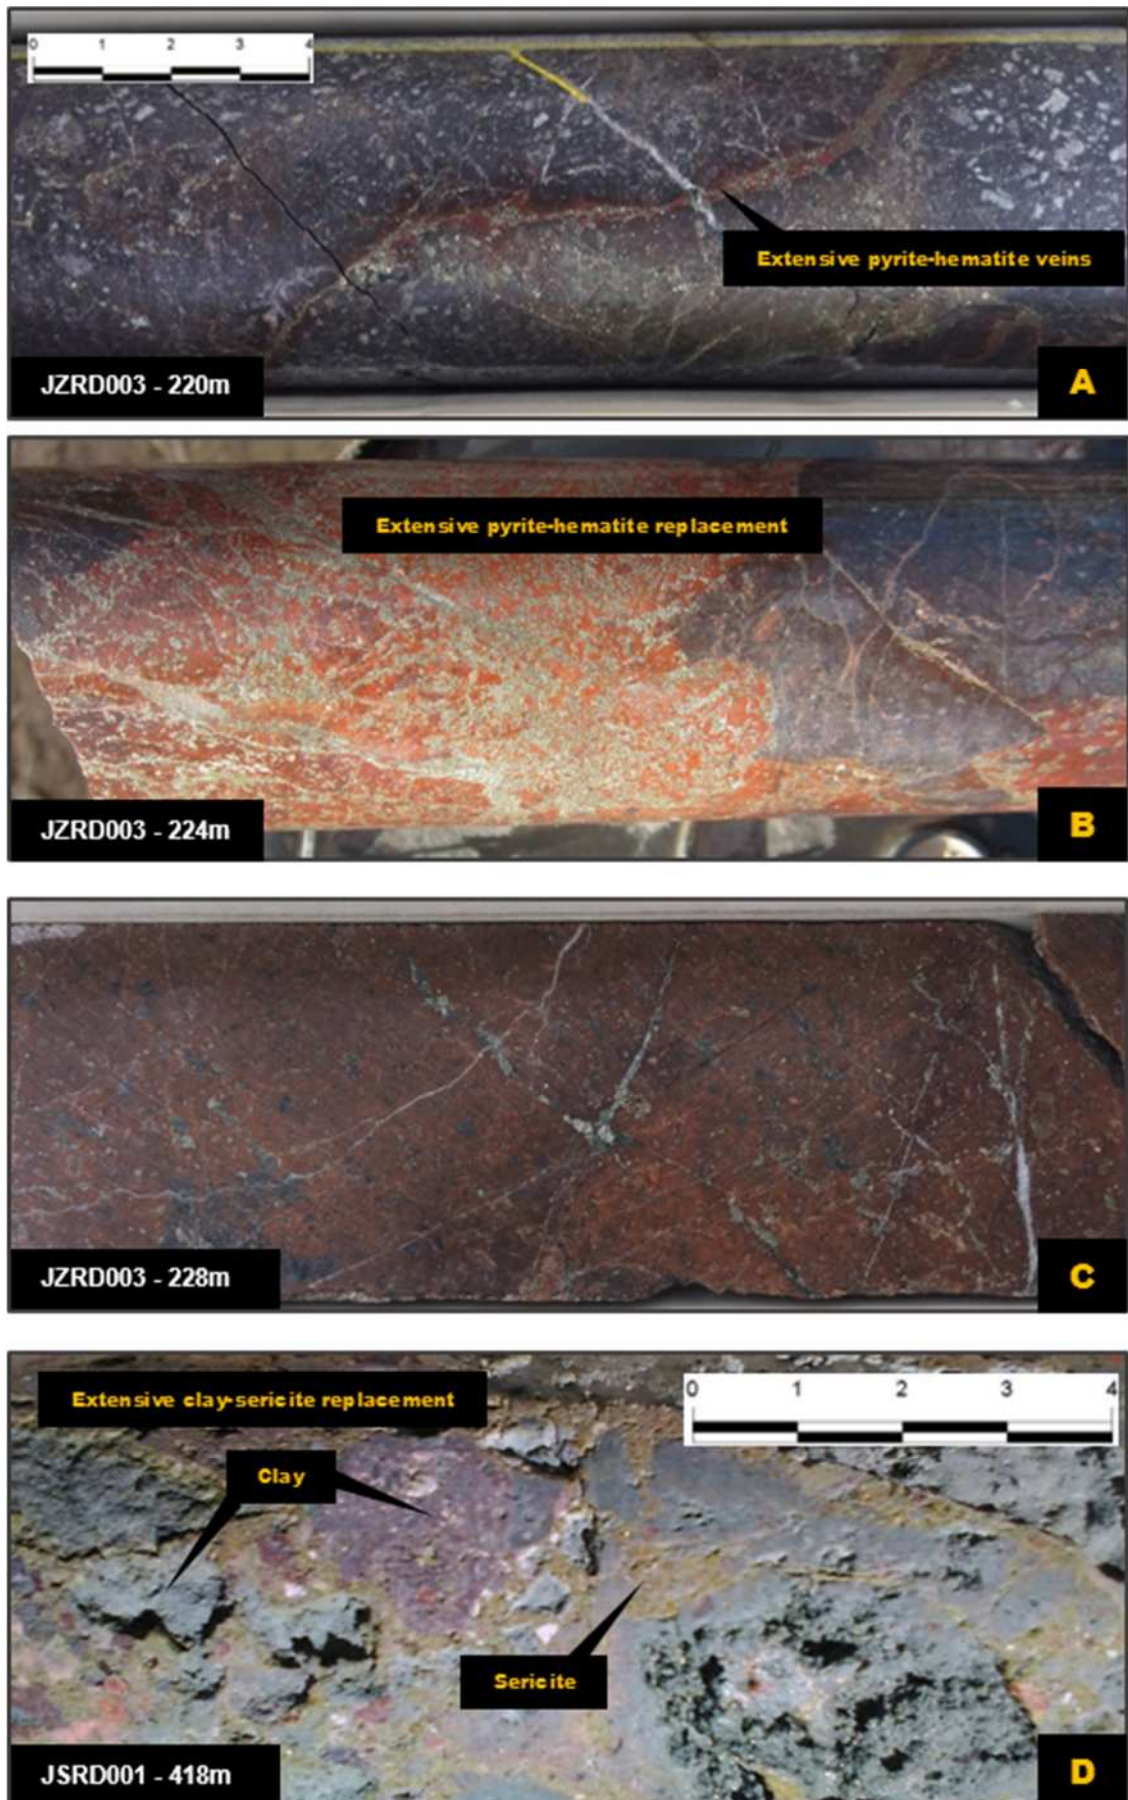 0 1 2 3 4
Extensive pyrite-hematite veins
JZRD003 - 220m
A
Extensive pyrite-hematite replacement
JZRD003 - 224m
B
JZRD003 - 228m
C
Extensive clay-sericite replacement
0 1 2 3 4
Clay
Sericite
JSRD001 - 418m
D